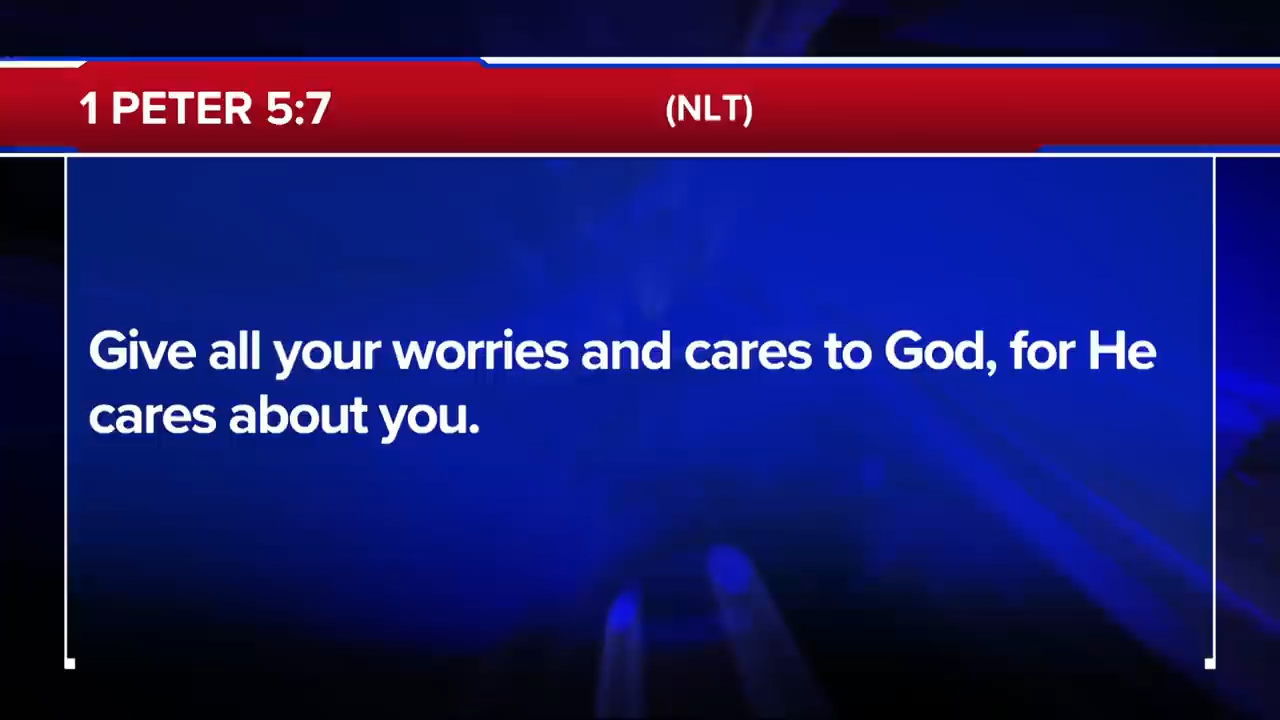 1 PETER 5:7 (NLT)
Give all your worries and cares to God, for He
cares about you.